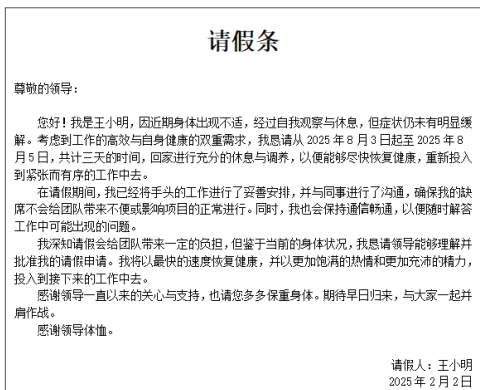 请假条
尊敬的领导：
您好！我是王小明，因近期身体出现不适，经过自我观察与休息，但症状仍未有明显缓
解。考虑到工作的高效与自身健康的双重需求，我恳请从 2025 年 8 月 3 日起至 2025 年 8
月 5 日，共计三天的时间，回家进行充分的休息与调养，以便能够尽快恢复健康，重新投入
到紧张而有序的工作中去。
在请假期间，我已经将手头的工作进行了妥善安排，并与同事进行了沟通，确保我的缺
席不会给团队带来不便或影响项目的正常进行。同时，我也会保持通信畅通，以便随时解答
工作中可能出现的问题。
我深知请假会给团队带来一定的负担，但鉴于当前的身体状况，我恳请领导能够理解并
批准我的请假申请。我将以最快的速度恢复健康，并以更加饱满的热情和更加充沛的精力，
投入到接下来的工作中去。
感谢领导一直以来的关心与支持，也请您多多保重身体。期待早日归来，与大家一起并
肩作战。
感谢领导体恤。
请假人：王小明
2025 年 2 月 2 日